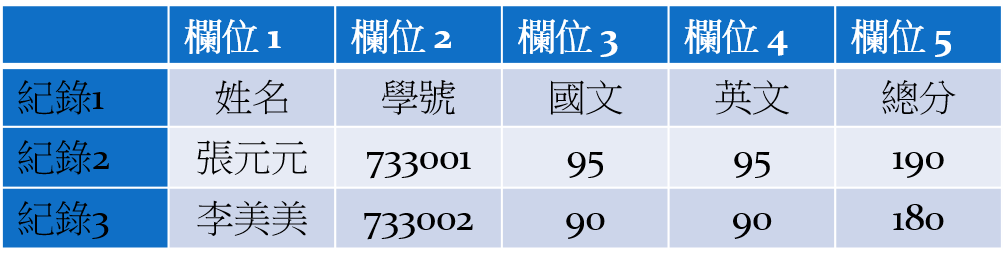 欄位 1 欄位 2 欄位 3 欄位 4 欄位 5
紀錄1 姓名 學號 國文 英文 總分
紀錄2 張元元 733001 95 95 190
紀錄3 李美美 733002 90 90 180